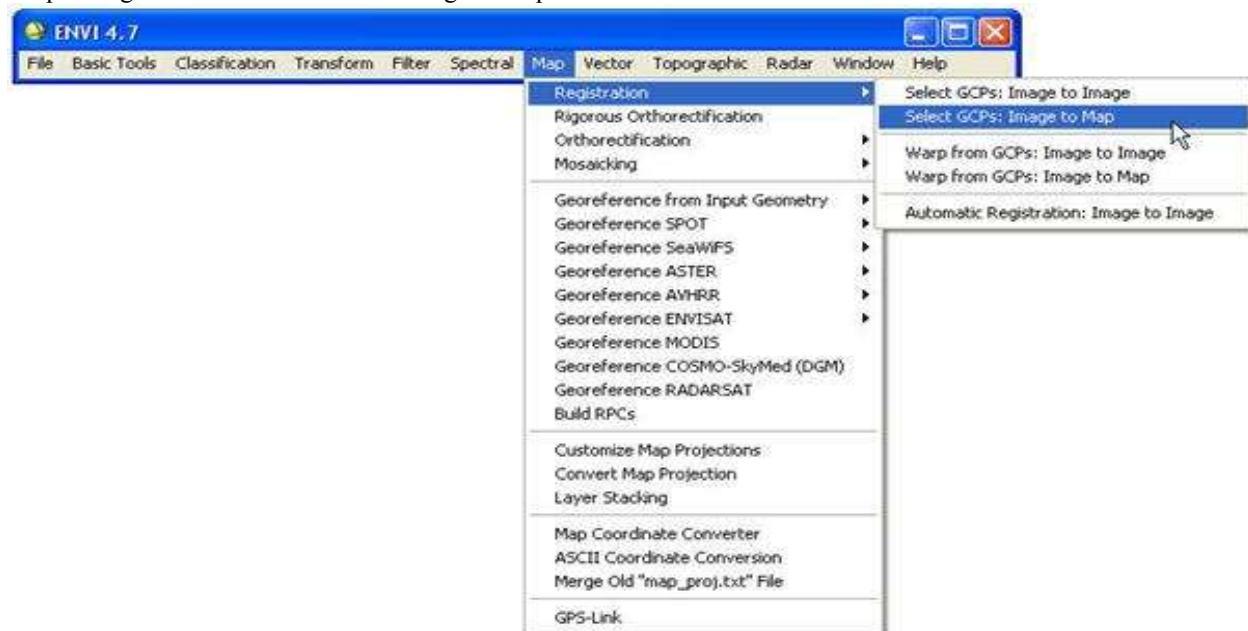 ENVI 4.7
File Basic Tools Classification Transform Filter Spectral Map Vector Topographic Radar Window Help
Registration
Select GCPs: Image to Image
Select GCPs: Image to Map
Warp from GCPs: Image to Image
Warp from GCPs: Image to Map
Automatic Registration: Image to Image
Rigorous Orthorectification
Orthorectification
Mosaicking
Georeference from Input Geometry
Georeference SPOT
Georeference SeaWiFS
Georeference ASTER
Georeference AVHRR
Georeference ENVISAT
Georeference MODIS
Georeference COSMO-SkyMed (DGM)
Georeference RADARSAT
Build RPCs
Customize Map Projections
Convert Map Projection
Layer Stacking
Map Coordinate Converter
ASCII Coordinate Conversion
Merge Old "map_proj.txt" File
GPS-Link